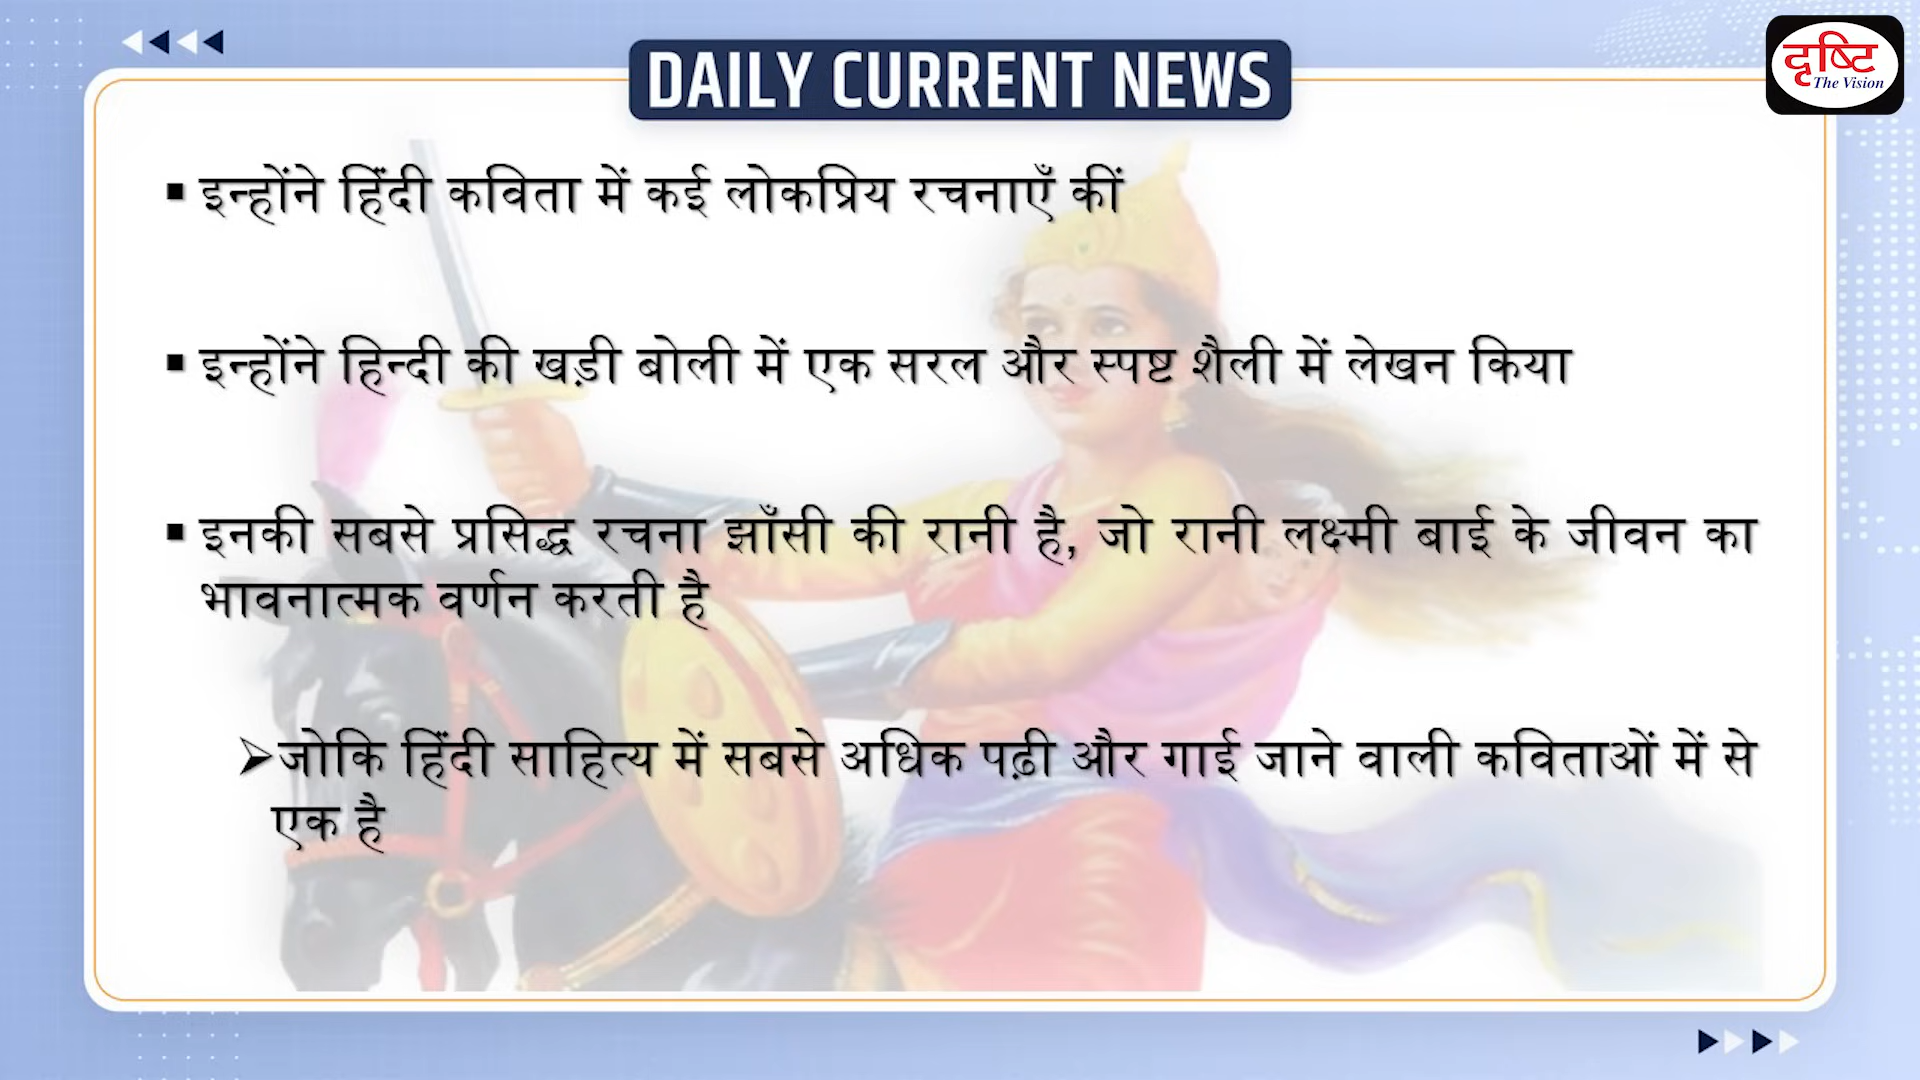 DAILY CURRENT NEWS
दृष्टि
The Vision
▪ इन्होंने हिंदी कविता में कई लोकप्रिय रचनाएँ कीं
▪ इन्होंने हिन्दी की खड़ी बोली में एक सरल और स्पष्ट शैली में लेखन किया
▪ इनकी सबसे प्रसिद्ध रचना झाँसी की रानी है, जो रानी लक्ष्मी बाई के जीवन का
भावनात्मक वर्णन करती है
➢जोकि हिंदी साहित्य में सबसे अधिक पढ़ी और गाई जाने वाली कविताओं में से
एक है